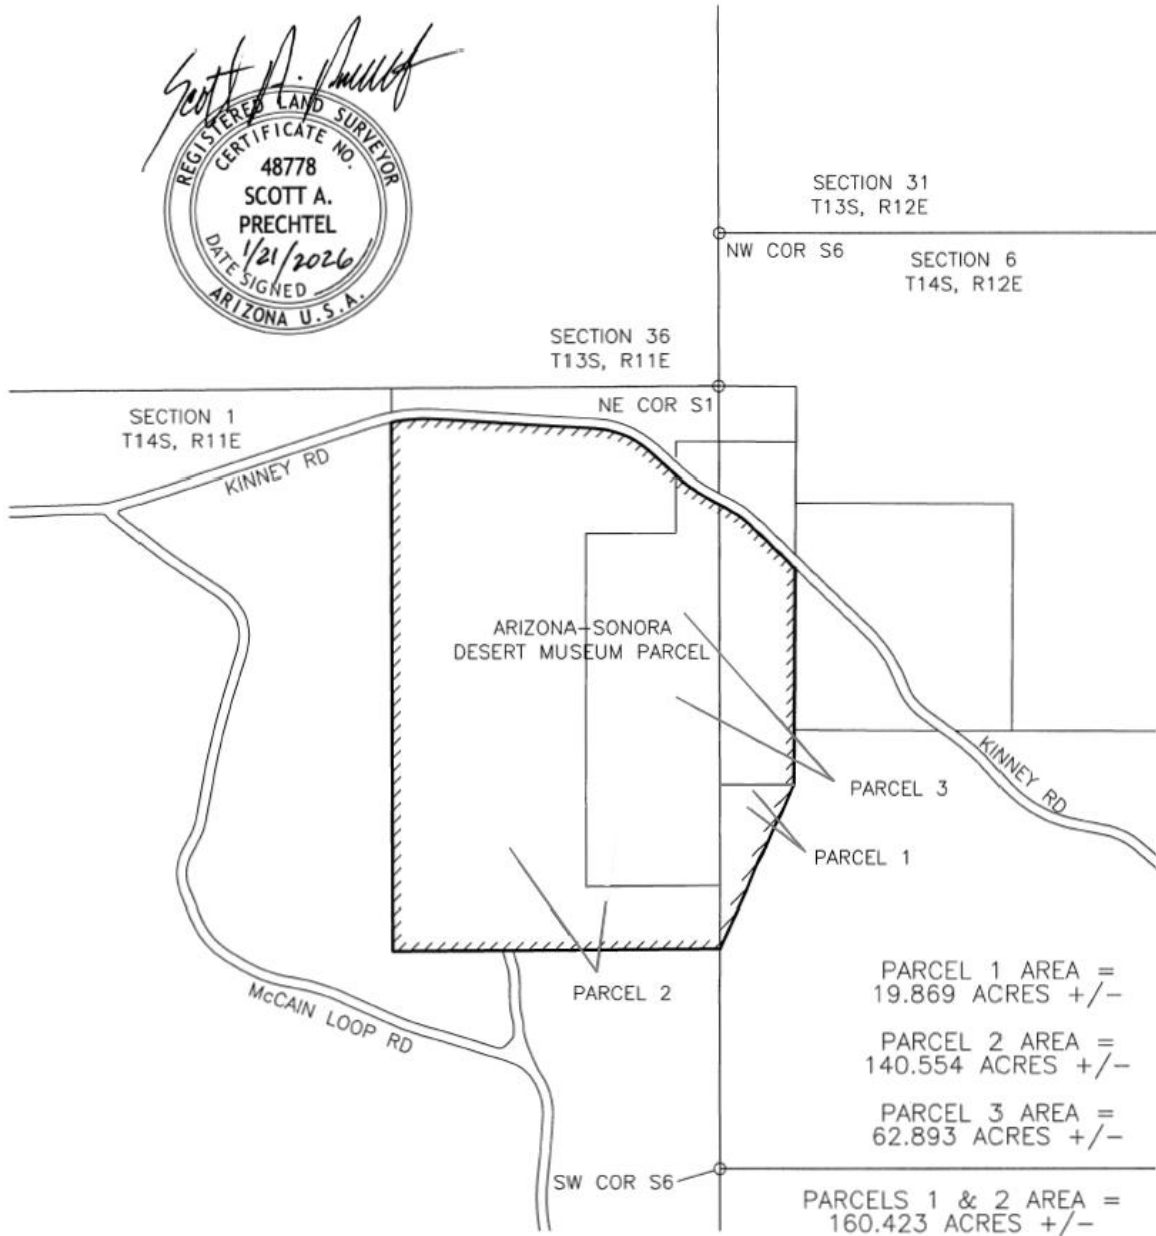 Scott A. Prechtel
REGISTERED LAND SURVEYOR
CERTIFICATE NO.
48778
SCOTT A.
PRECHTEL
1/21/2026
DATE SIGNED
ARIZONA U.S.A.
SECTION 31
T13S, R12E
NW COR S6
SECTION 6
T14S, R12E
SECTION 36
T13S, R11E
NE COR S1
SECTION 1
T14S, R11E
KINNEY RD
ARIZONA-SONORA
DESERT MUSEUM PARCEL
KINNEY RD
PARCEL 3
PARCEL 1
PARCEL 2
McCAIN LOOP RD
PARCEL 1 AREA =
19.869 ACRES +/-
PARCEL 2 AREA =
140.554 ACRES +/-
PARCEL 3 AREA =
62.893 ACRES +/-
SW COR S6
PARCELS 1 & 2 AREA =
160.423 ACRES +/-